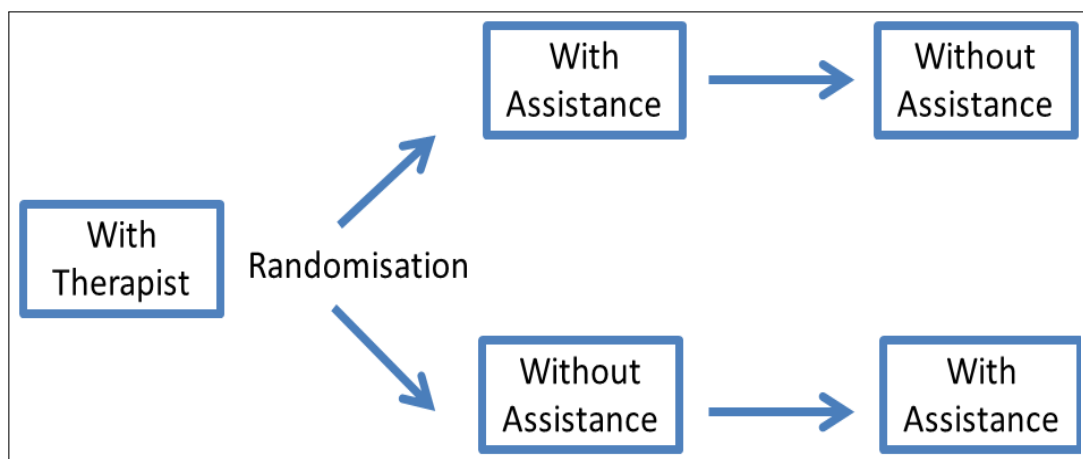 With
Therapist
Randomisation
With
Assistance
Without
Assistance
Without
Assistance
With
Assistance